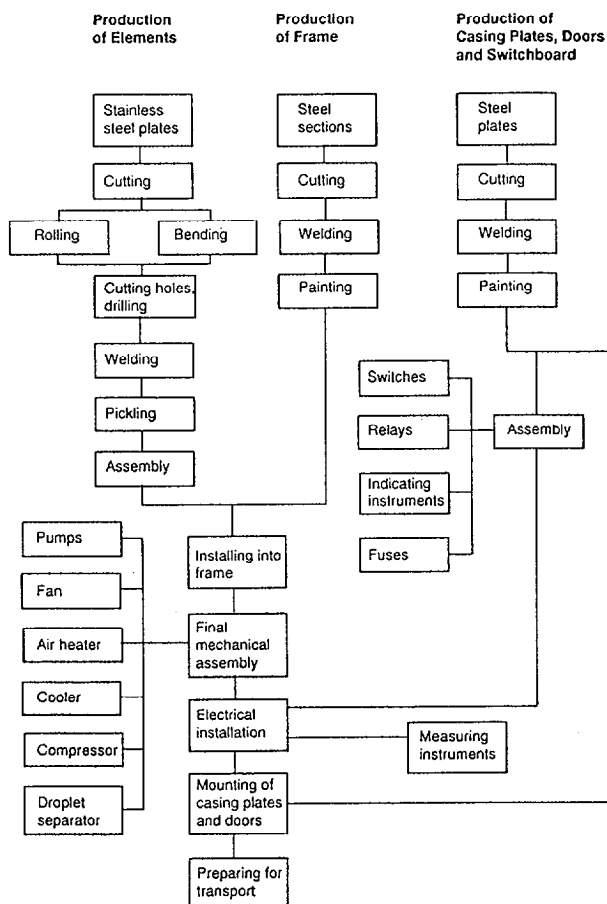 Production
of Elements
Production
of Frame
Production of
Casing Plates, Doors
and Switchboard
Stainless
steel plates
Steel
sections
Steel
plates
Cutting
Cutting
Cutting
Rolling
Bending
Welding
Welding
Cutting holes,
drilling
Painting
Painting
Welding
Switches
Pickling
Relays
Assembly
Assembly
Indicating
instruments
Pumps
Installing into
frame
Fuses
Fan
Air heater
Final
mechanical
assembly
Cooler
Electrical
installation
Compressor
Measuring
instruments
Droplet
separator
Mounting of
casing plates
and doors
Preparing for
transport